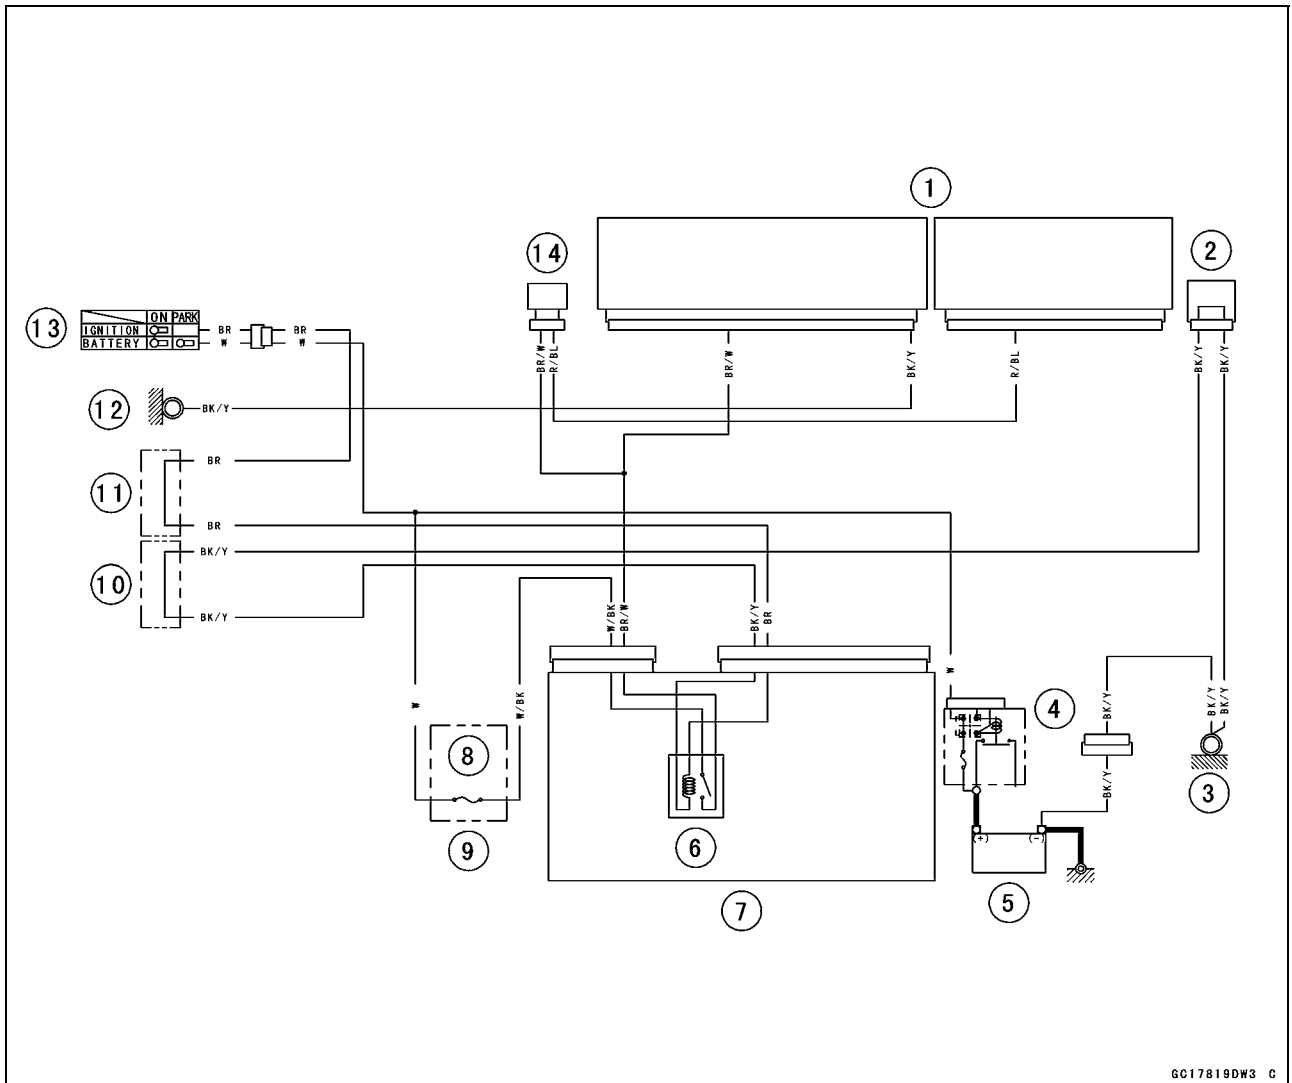 1
2
14
13
ON PARK
IGNITION
BATTERY
BR
W
BR
W
BR/W
R/BL
BR/W
BK/Y
R/BL
BK/Y
BK/Y
12
BK/Y
11
BR
BR
10
BK/Y
BK/Y
W/BK
BR/W
BK/Y
BR
W
W
W/BK
4
BK/Y
BK/Y
BK/Y
8
BK/Y
3
9
6
(+)
(-)
5
7
GC17819DW3 C